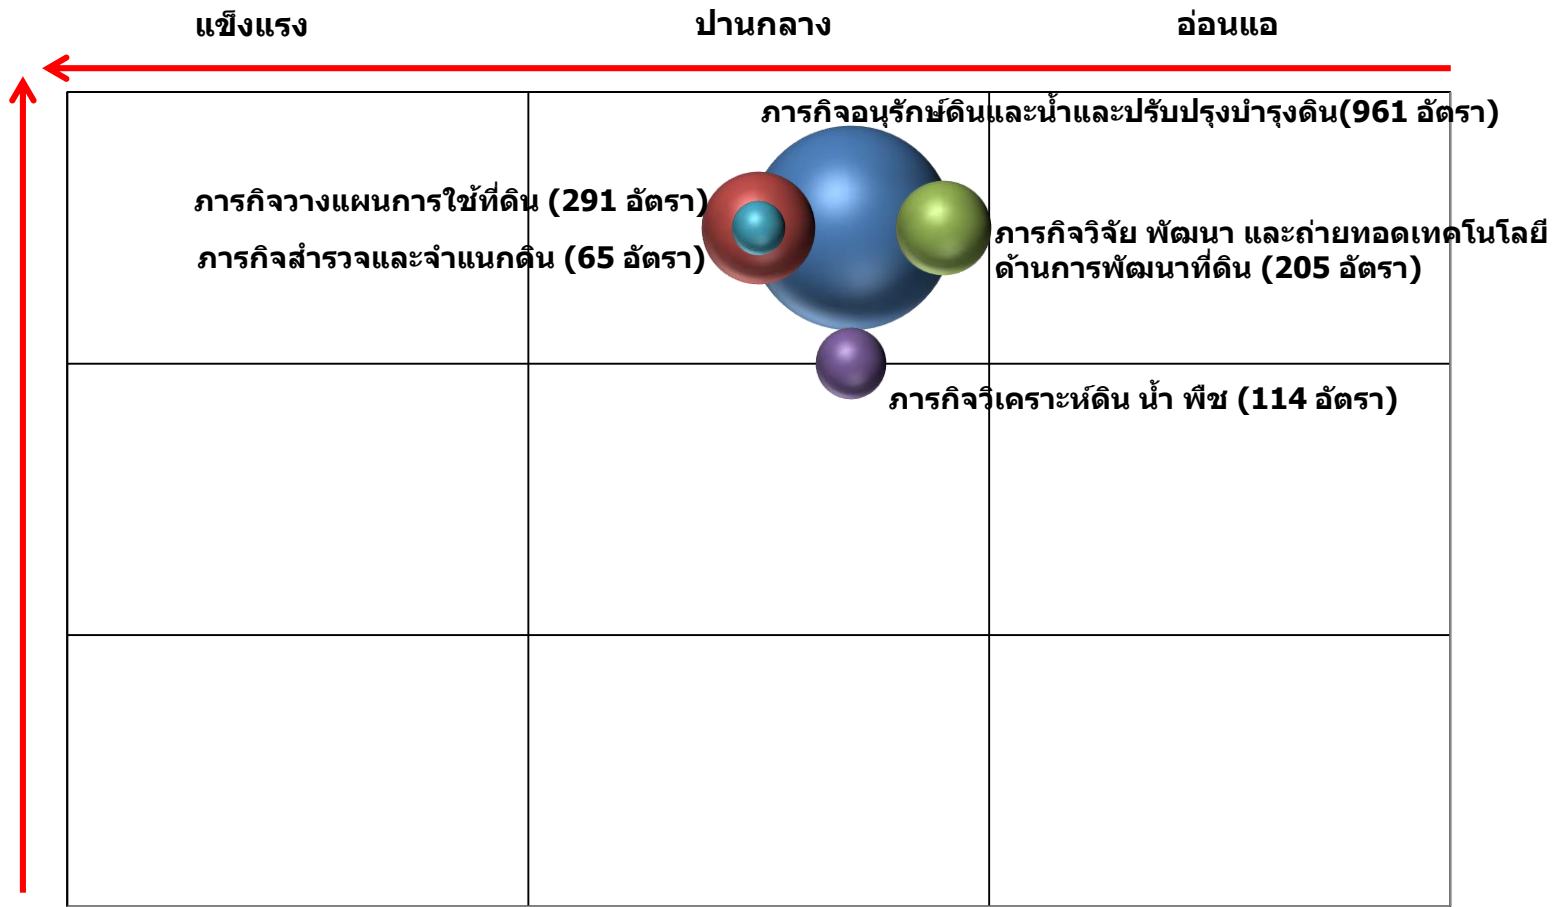 แข็งแรง ปานกลาง อ่อนแอ
ภารกิจอนุรักษ์ดินและน้ำและปรับปรุงบำรุงดิน(961 อัตรา)
ภารกิจวางแผนการใช้ที่ดิน (291 อัตรา)
ภารกิจสำรวจและจำแนกดิน (65 อัตรา)
ภารกิจวิจัย พัฒนา และถ่ายทอดเทคโนโลยี
ด้านการพัฒนาที่ดิน (205 อัตรา)
ภารกิจวิเคราะห์ดิน น้ำ พืช (114 อัตรา)